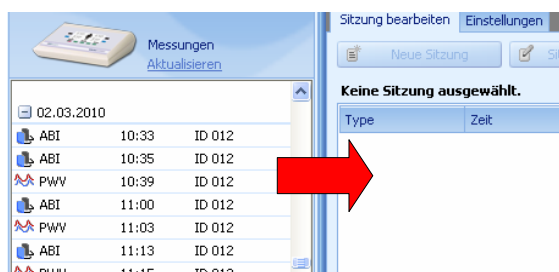 Messungen
Aktualisieren
02.03.2010
ABI 10:33 ID 012
ABI 10:35 ID 012
PWV 10:39 ID 012
ABI 11:00 ID 012
PWV 11:03 ID 012
ABI 11:13 ID 012
Sitzung bearbeiten Einstellungen
Neue Sitzung
Keine Sitzung ausgewählt.
Type Zeit